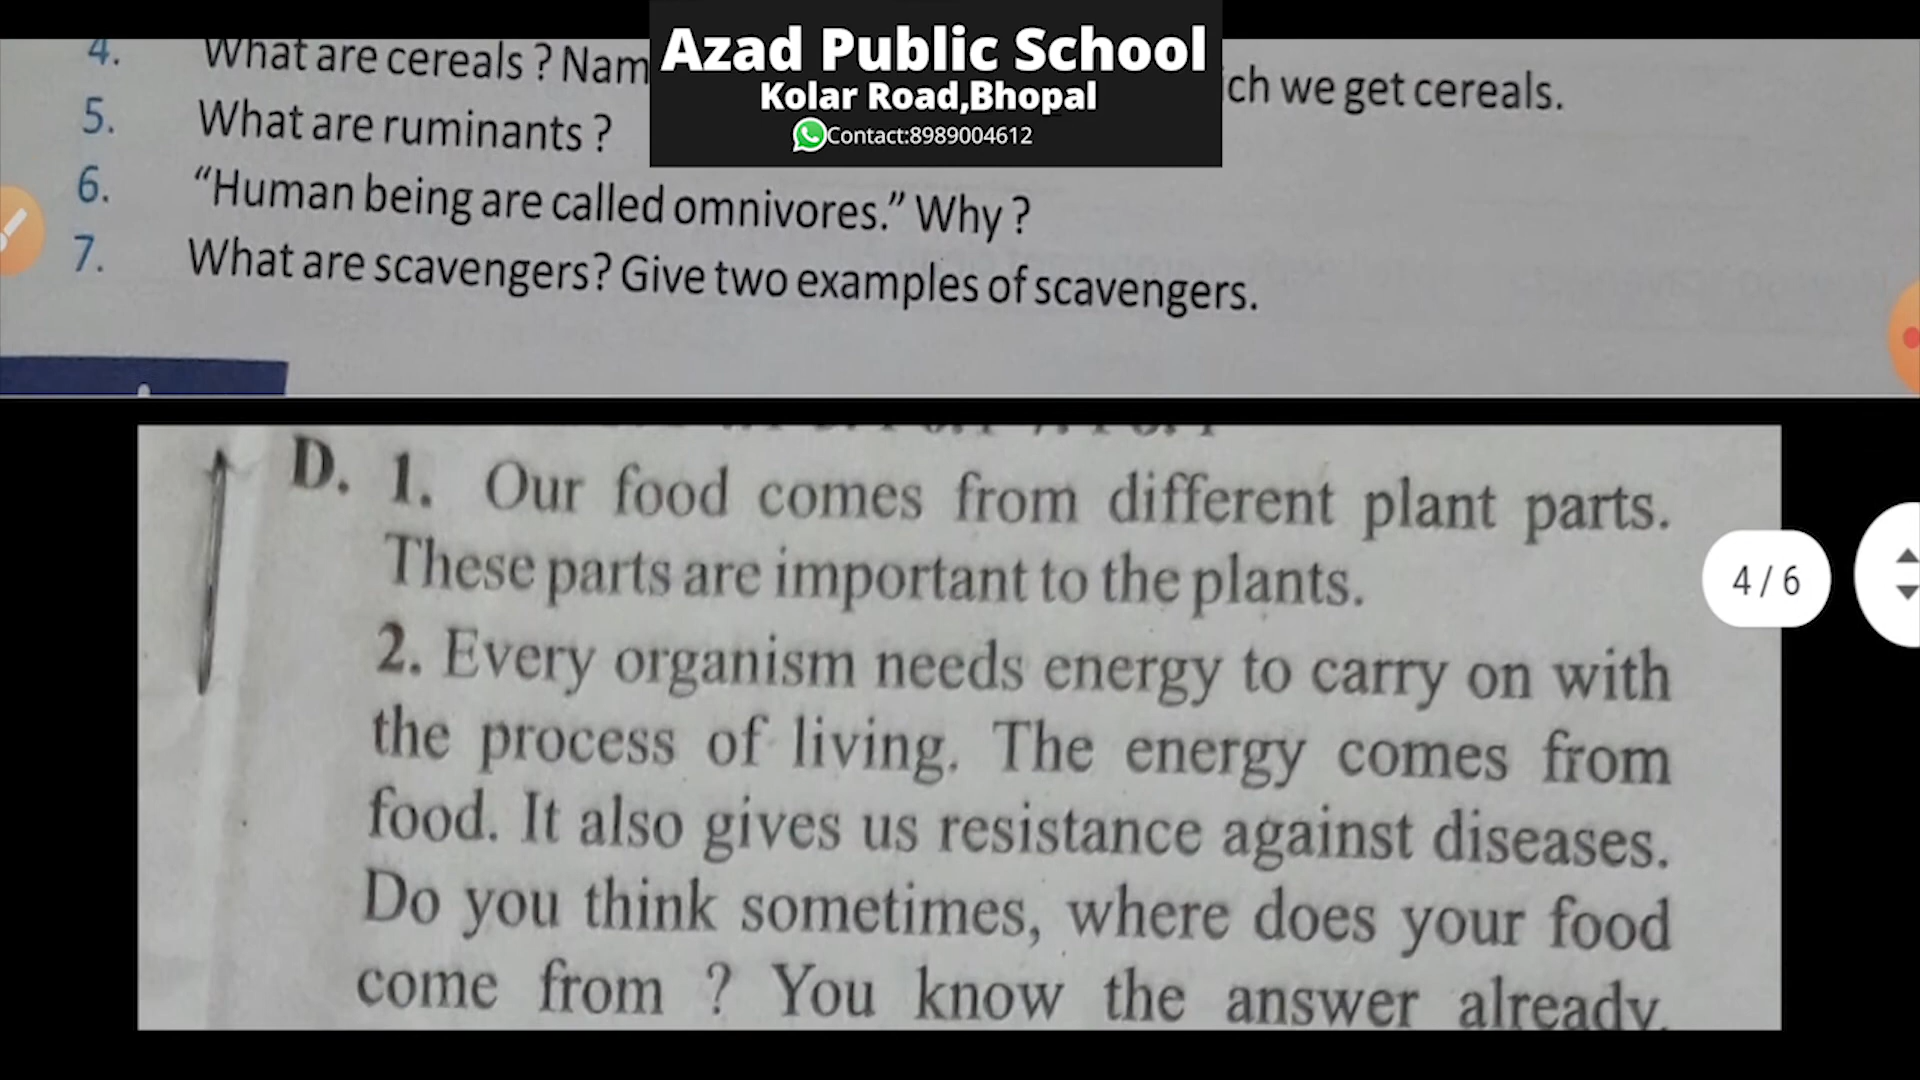 Azad Public School
Kolar Road,Bhopal
Contact:8989004612
4. What are cereals ? Nam ch we get cereals.
5. What are ruminants ?
6. “Human being are called omnivores.” Why ?
7. What are scavengers? Give two examples of scavengers.
D. 1. Our food comes from different plant parts.
These parts are important to the plants.
2. Every organism needs energy to carry on with
the process of living. The energy comes from
food. It also gives us resistance against diseases.
Do you think sometimes, where does your food
come from ? You know the answer already.
4 / 6